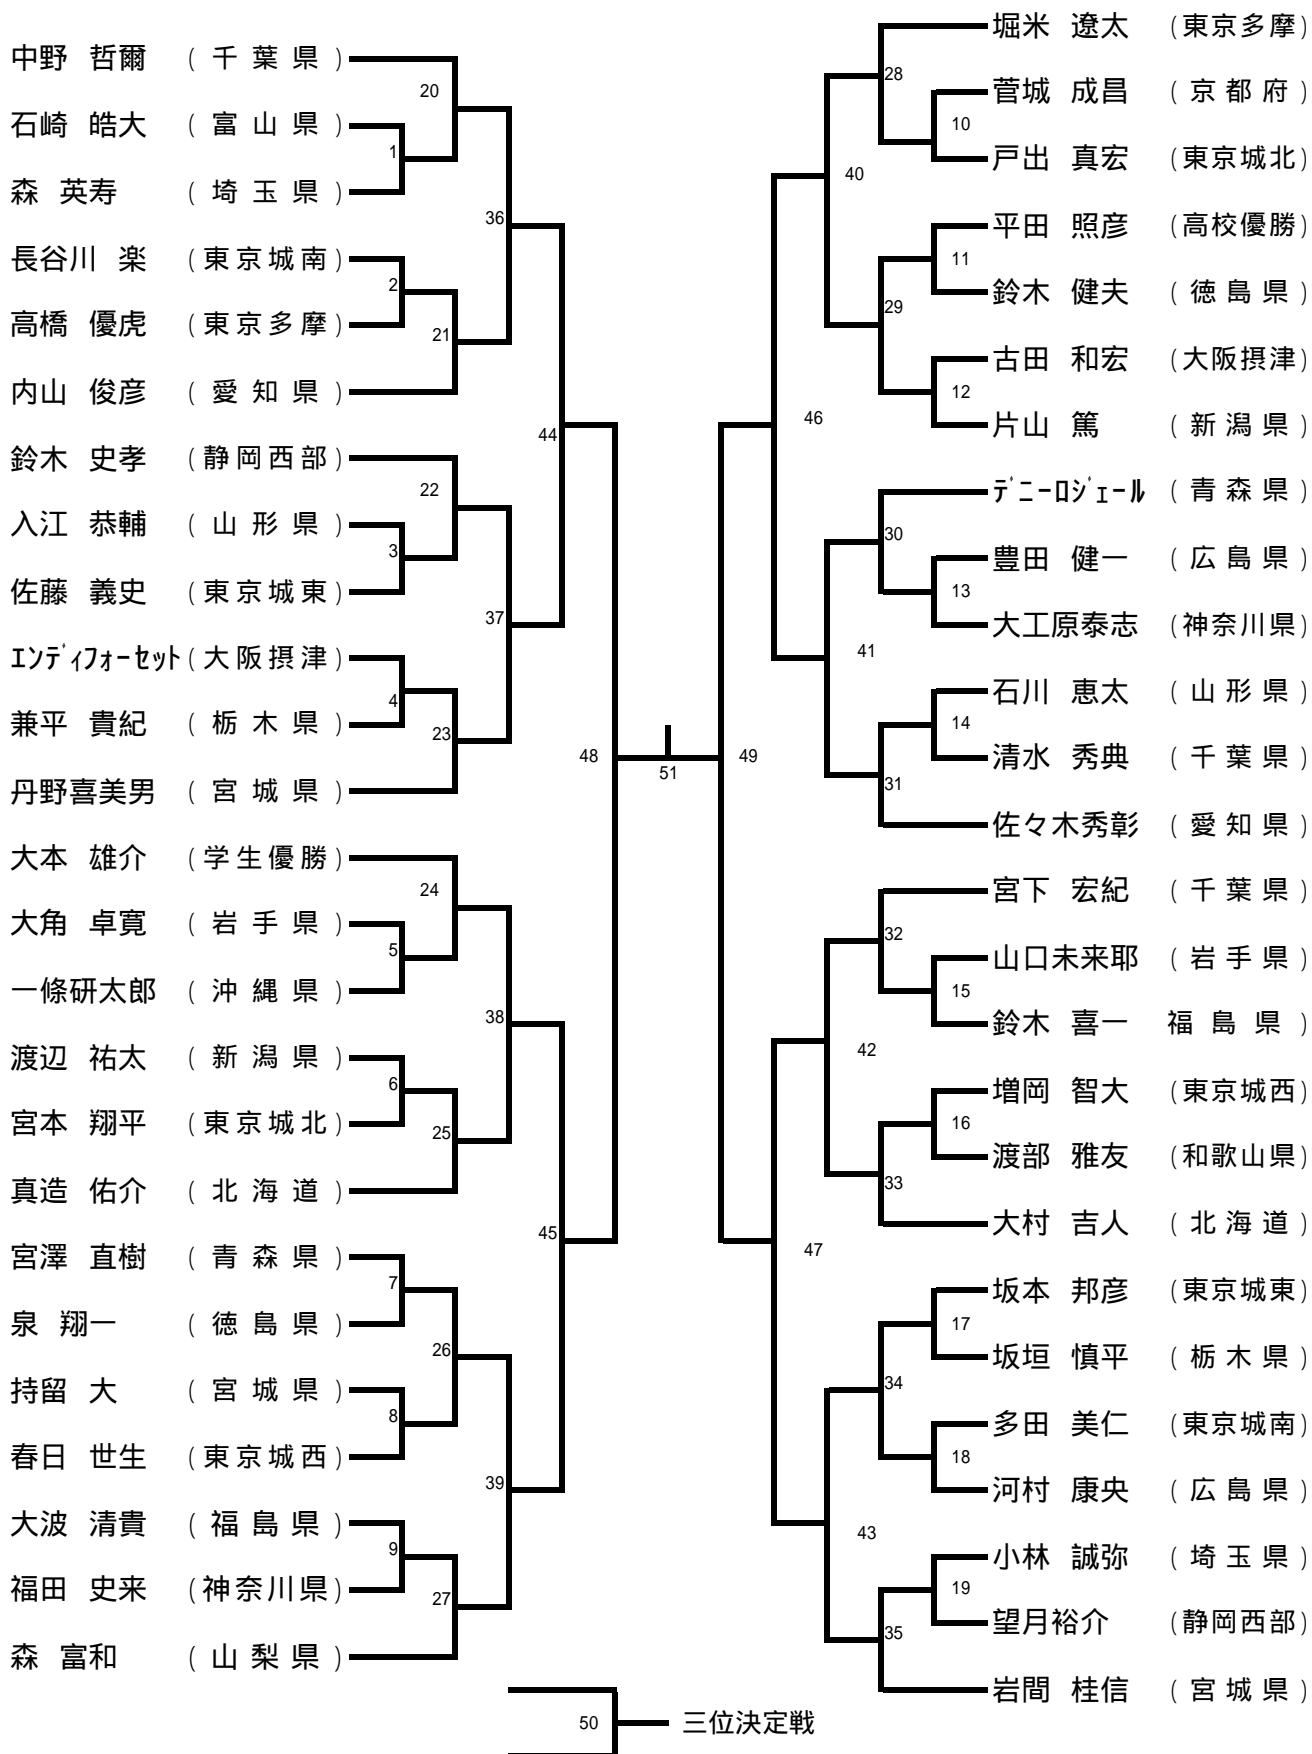 中野 哲爾 (千葉県)
石崎 皓大 (富山県)
森 英寿 (埼玉県)
長谷川 楽 (東京城南)
高橋 優虎 (東京多摩)
内山 俊彦 (愛知県)
鈴木 史孝 (静岡西部)
入江 恭輔 (山形県)
佐藤 義史 (東京城東)
エンディフォーセット (大阪摂津)
兼平 貴紀 (栃木県)
丹野喜美男 (宮城県)
大本 雄介 (学生優勝)
大角 卓寛 (岩手県)
一條研太郎 (沖縄県)
渡辺 祐太 (新潟県)
宮本 翔平 (東京城北)
真造 佑介 (北海道)
宮澤 直樹 (青森県)
泉 翔一 (徳島県)
持留 大 (宮城県)
春日 世生 (東京城西)
大波 清貴 (福島県)
福田 史来 (神奈川県)
森 富和 (山梨県)
20
1
36
2
21
44
22
3
37
4
23
48
24
5
38
6
25
45
7
26
8
39
9
27
51
50 三位決定戦
堀米 遼太 (東京多摩)
菅城 成昌 (京都府)
戸出 真宏 (東京城北)
平田 照彦 (高校優勝)
鈴木 健夫 (徳島県)
古田 和宏 (大阪摂津)
片山 篤 (新潟県)
デニーロジェール (青森県)
豊田 健一 (広島県)
大工原泰志 (神奈川県)
石川 恵太 (山形県)
清水 秀典 (千葉県)
佐々木秀彰 (愛知県)
宮下 宏紀 (千葉県)
山口未来耶 (岩手県)
鈴木 喜一 福島県)
増岡 智大 (東京城西)
渡部 雅友 (和歌山県)
大村 吉人 (北海道)
坂本 邦彦 (東京城東)
坂垣 慎平 (栃木県)
多田 美仁 (東京城南)
河村 康央 (広島県)
小林 誠弥 (埼玉県)
望月裕介 (静岡西部)
岩間 桂信 (宮城県)
28
10
40
11
29
12
46
30
13
41
14
31
49
32
15
42
16
33
47
17
34
18
43
19
35